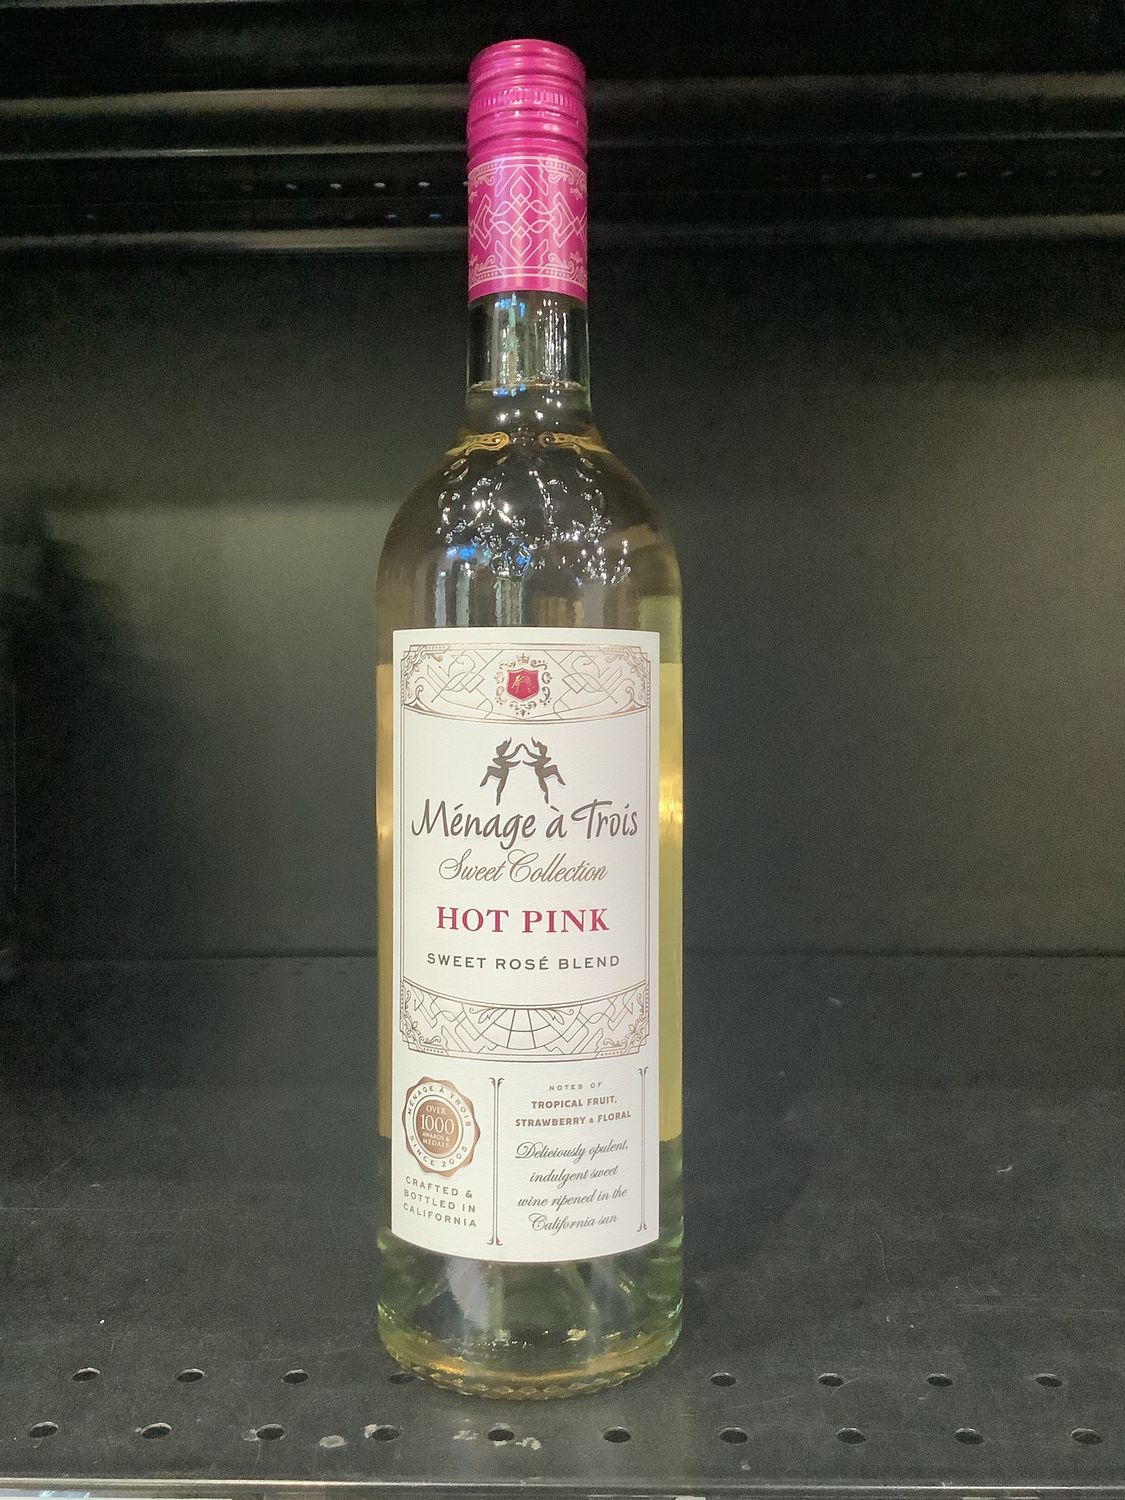 Ménage à Trois
Sweet Collection
HOT PINK
SWEET ROSÉ BLEND
MÉNAGE À TROIS
OVER
1000
AWARDS &
MEDALS
SINCE 2005
CRAFTED &
BOTTLED IN
CALIFORNIA
NOTES OF
TROPICAL FRUIT,
STRAWBERRY & FLORAL
Deliciously opulent,
indulgent sweet
wine ripened in the
California sun